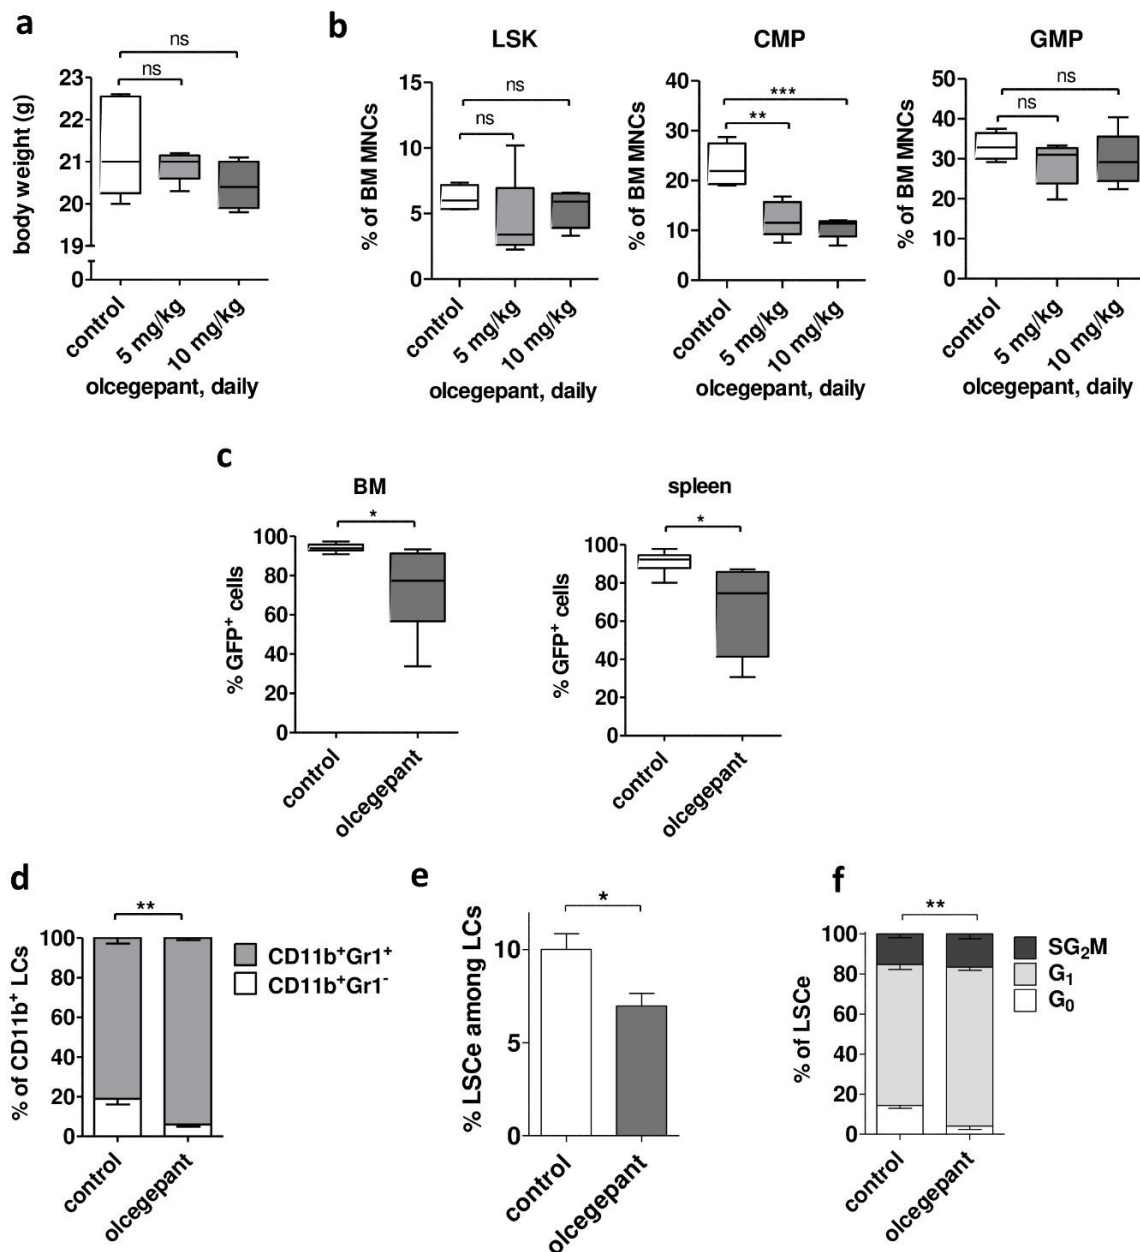 a
ns
ns
body weight (g)
23
22
21
20
19
0
control
5 mg/kg
10 mg/kg
olcegepant, daily
b
LSK
ns
ns
% of BM MNCs
15
10
5
0
control
5 mg/kg
10 mg/kg
olcegepant, daily
CMP
***
**
% of BM MNCs
40
30
20
10
0
control
5 mg/kg
10 mg/kg
olcegepant, daily
GMP
ns
ns
% of BM MNCs
50
40
30
20
10
0
control
5 mg/kg
10 mg/kg
olcegepant, daily
c
BM
*
% GFP⁺ cells
100
80
60
40
20
0
control
olcegepant
spleen
*
% GFP⁺ cells
100
80
60
40
20
0
control
olcegepant
d
**
% of CD11b⁺ LCs
100
80
60
40
20
0
control
olcegepant
CD11b⁺Gr1⁺
CD11b⁺Gr1⁻
e
*
% LSCe among LCs
10
5
0
control
olcegepant
f
**
% of LSCe
100
80
60
40
20
0
control
olcegepant
SG₂M
G₁
G₀